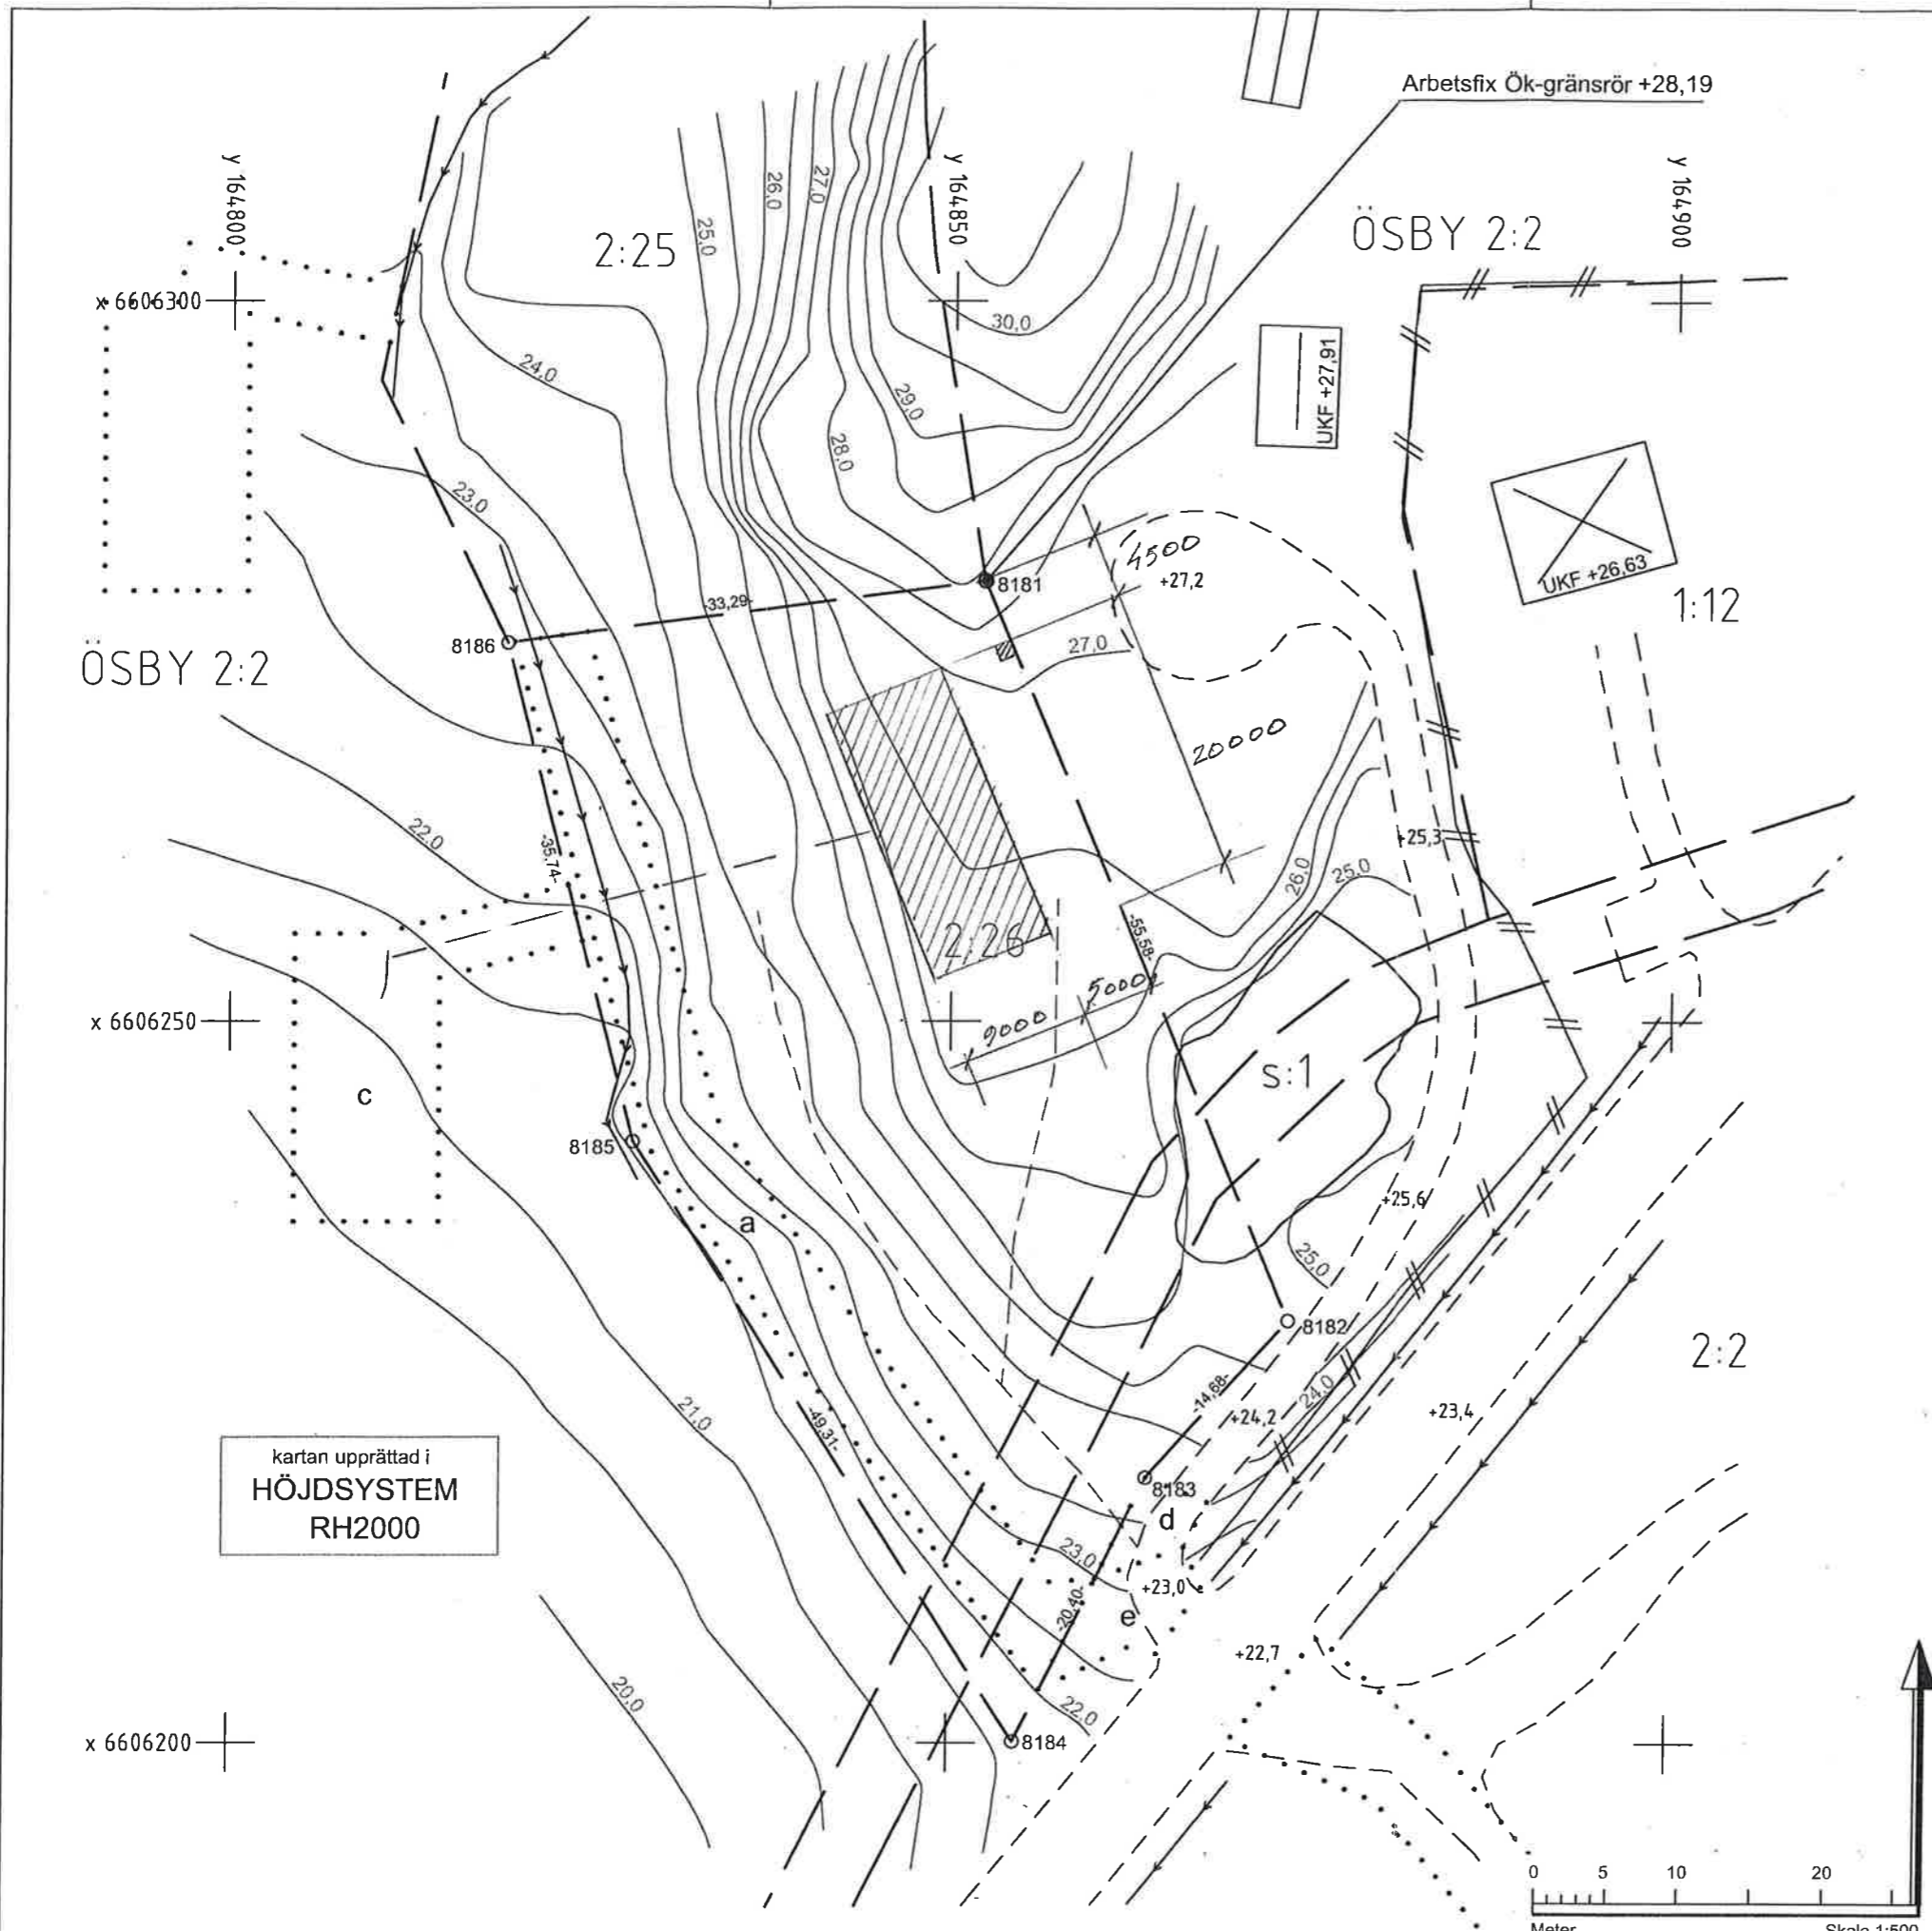 Arbetsfix Ök-gränsrör +28,19
y 164800
y 164850
y 164900
ÖSBY 2:2
2:25
25,0
26,0
27,0
x 6606300
30,0
24,0
29,0
28,0
UKF +27,91
23,0
UKF +26,63
4500
+27,2
8181
-33,29-
1:12
8186
27,0
ÖSBY 2:2
20000
22,0
-35,74-
+25,3
26,0
25,0
2:26
-55,58-
5000
9000
x 6606250
S:1
c
8185
+25,6
a
25,0
8182
2:2
-14,68-
24,0
+24,2
+23,4
21,0
-49,31-
kartan upprättad i
HÖJDSYSTEM
RH2000
8183
d
23,0
+23,0
-20,40-
e
+22,7
20,0
22,0
x 6606200
8184
0 5 10 20
Meter Skala 1:500